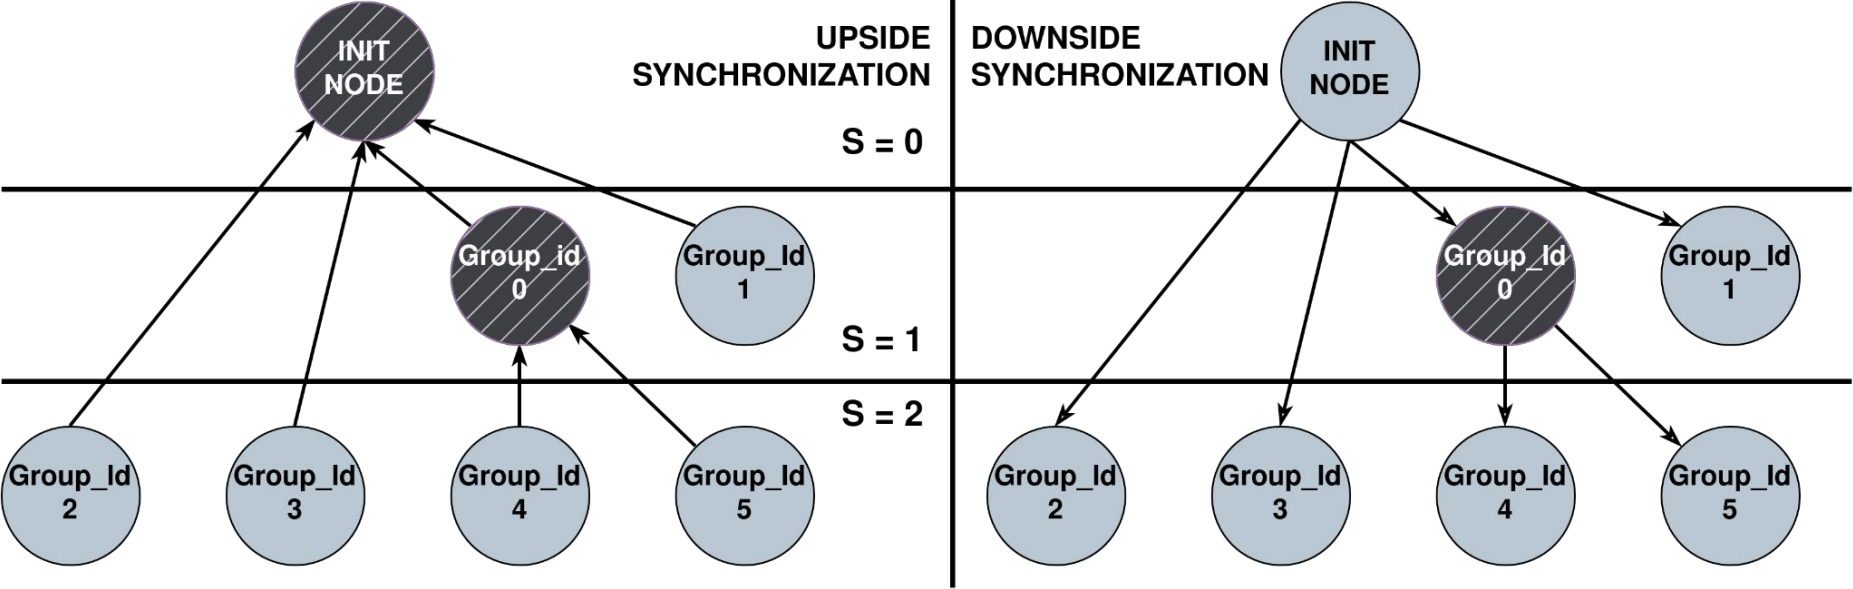 INIT
NODE
UPSIDE
SYNCHRONIZATION
S = 0
Group_id
0
Group_Id
1
S = 1
S = 2
Group_Id
2
Group_Id
3
Group_Id
4
Group_Id
5
DOWNSIDE
SYNCHRONIZATION
INIT
NODE
Group_Id
0
Group_Id
1
Group_Id
2
Group_Id
3
Group_Id
4
Group_Id
5